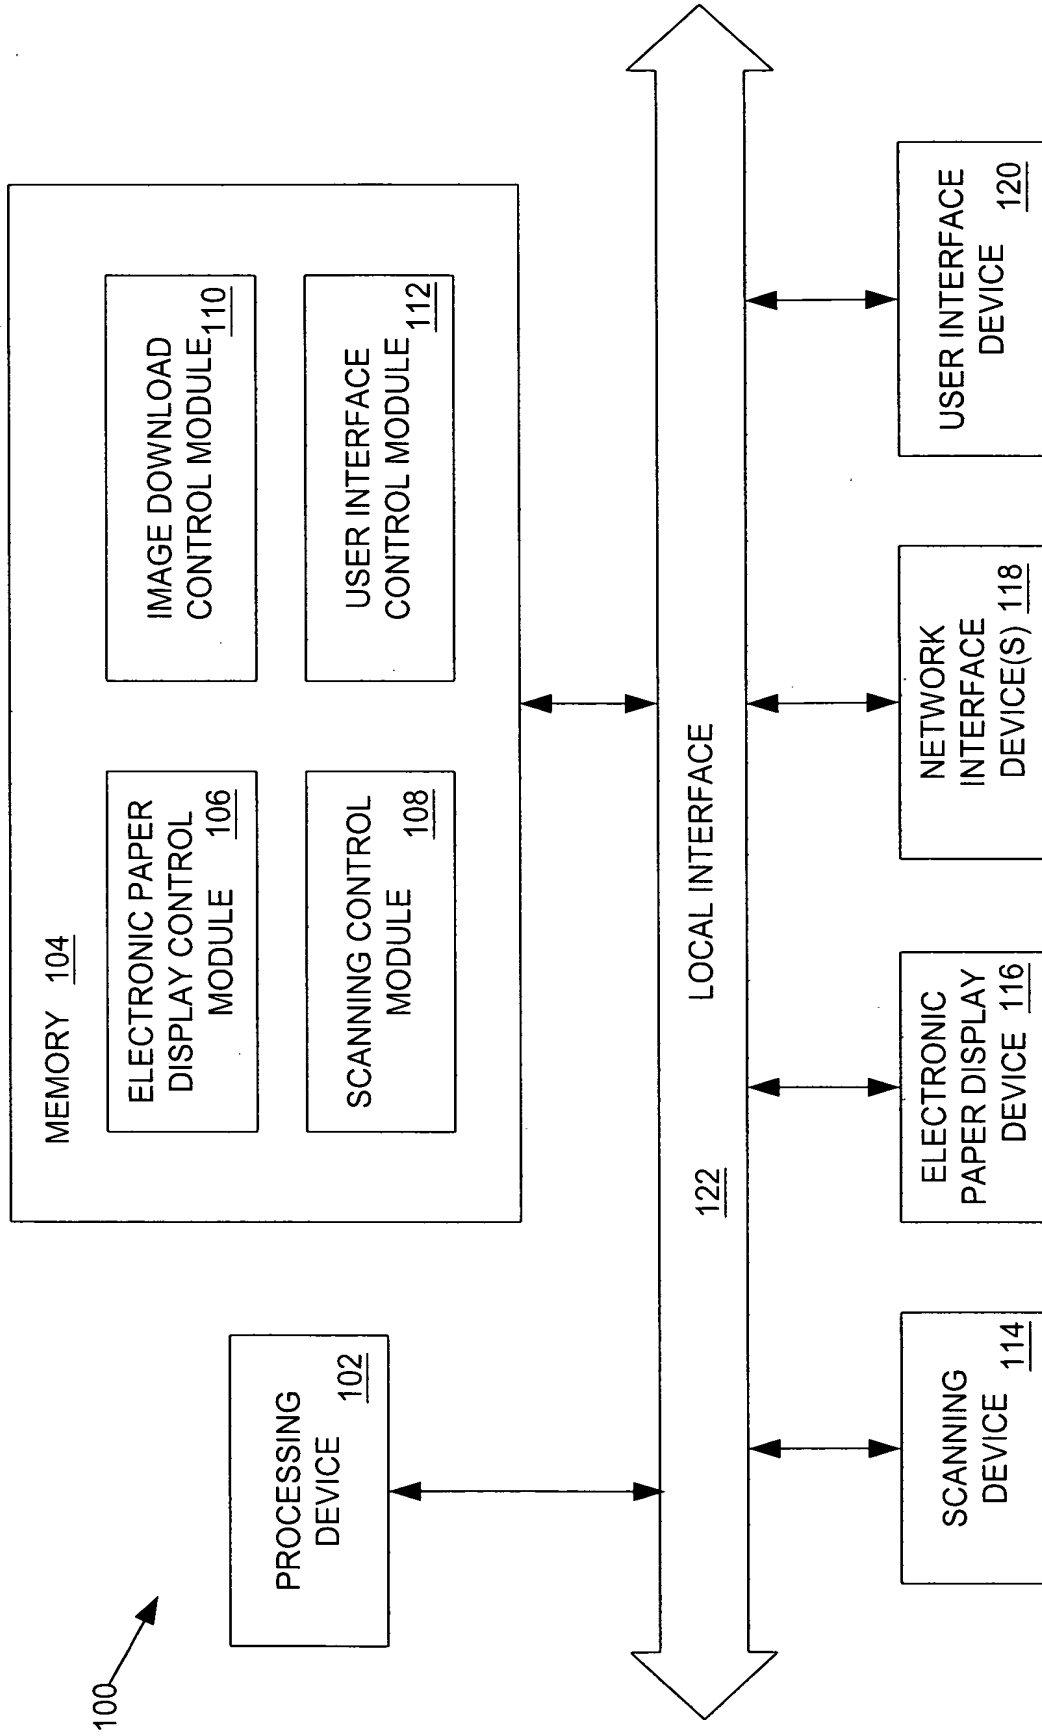 100
PROCESSING
DEVICE
102
MEMORY 104
ELECTRONIC PAPER
DISPLAY CONTROL
MODULE 106
IMAGE DOWNLOAD
CONTROL MODULE
110
SCANNING CONTROL
MODULE 108
USER INTERFACE
CONTROL MODULE
112
LOCAL INTERFACE
122
SCANNING
DEVICE
114
ELECTRONIC
PAPER DISPLAY
DEVICE 116
NETWORK
INTERFACE
DEVICE(S) 118
USER INTERFACE
DEVICE
120